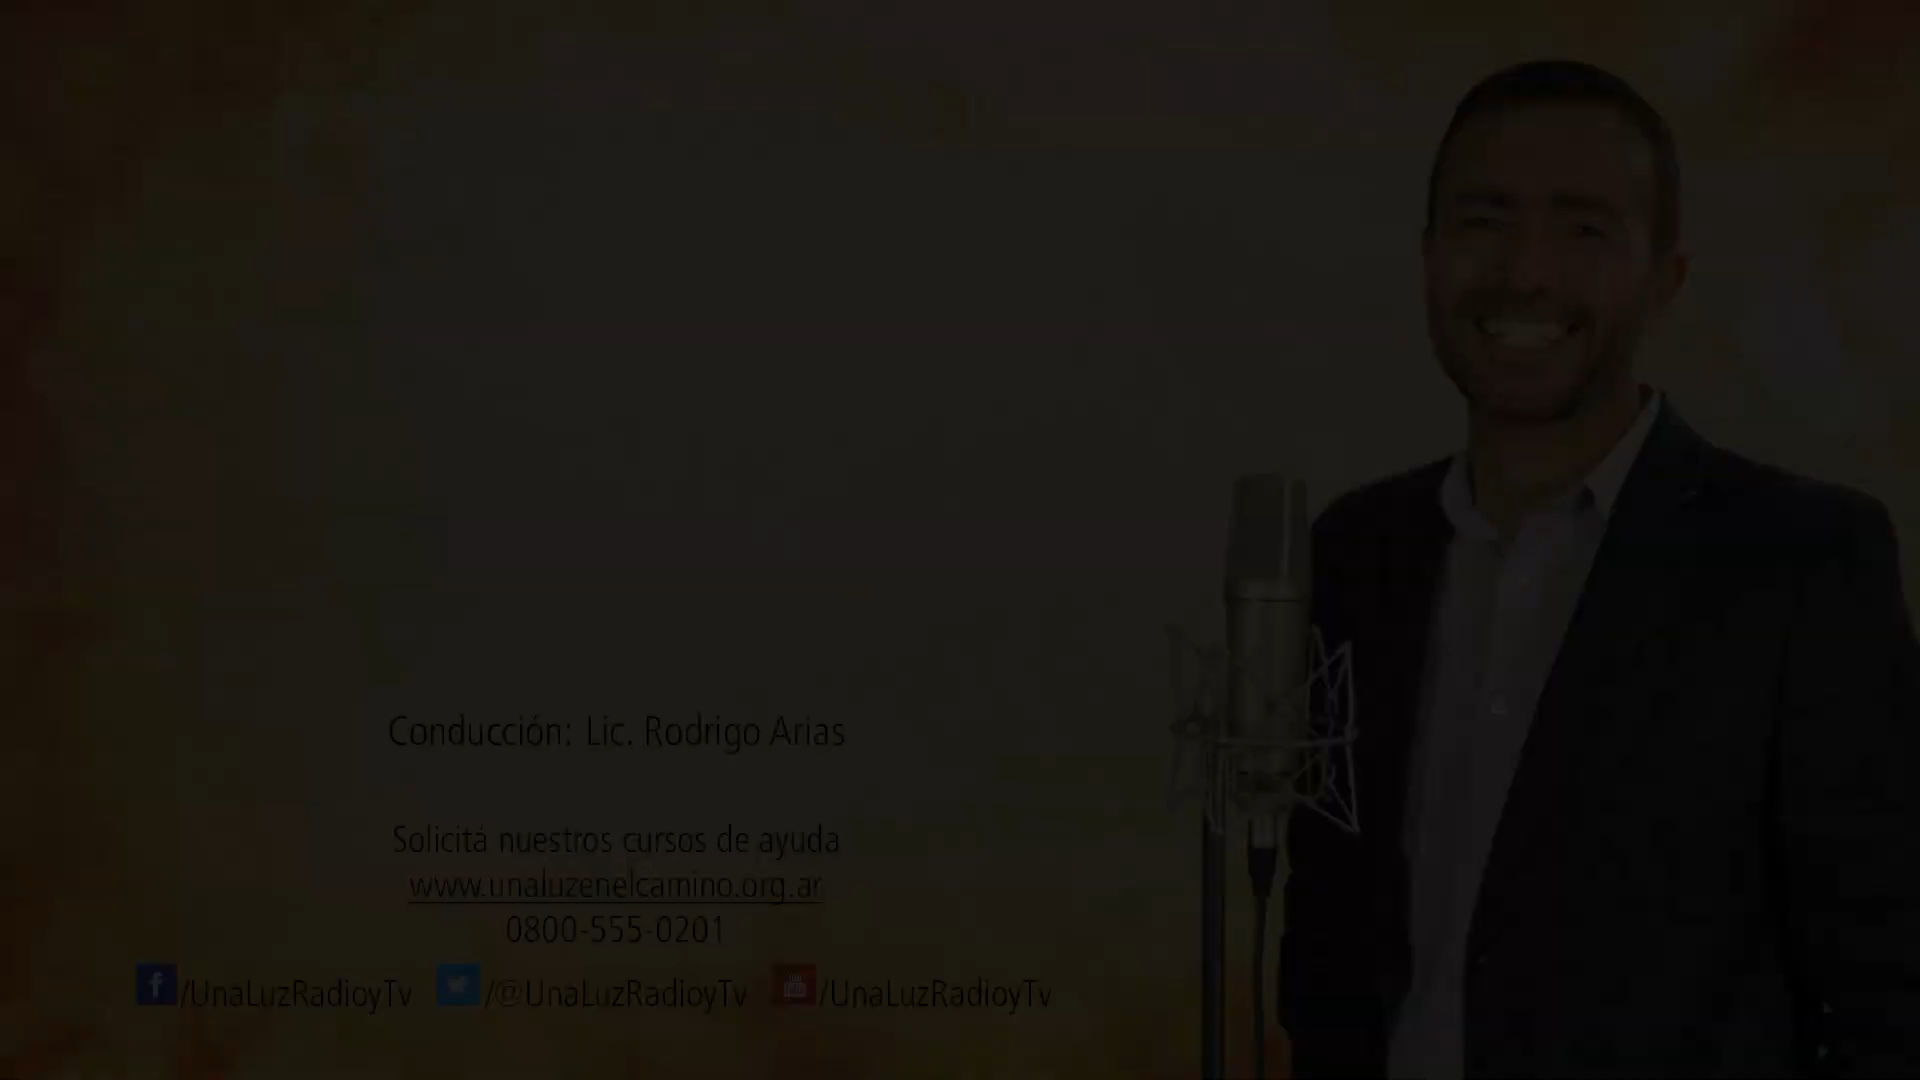 Conducción: Lic. Rodrigo Arias
Solicitá nuestros cursos de ayuda
www.unaluzenelcamino.org.ar
0800-555-0201
/UnaLuzRadioyTv /@UnaLuzRadioyTv /UnaLuzRadioyTv